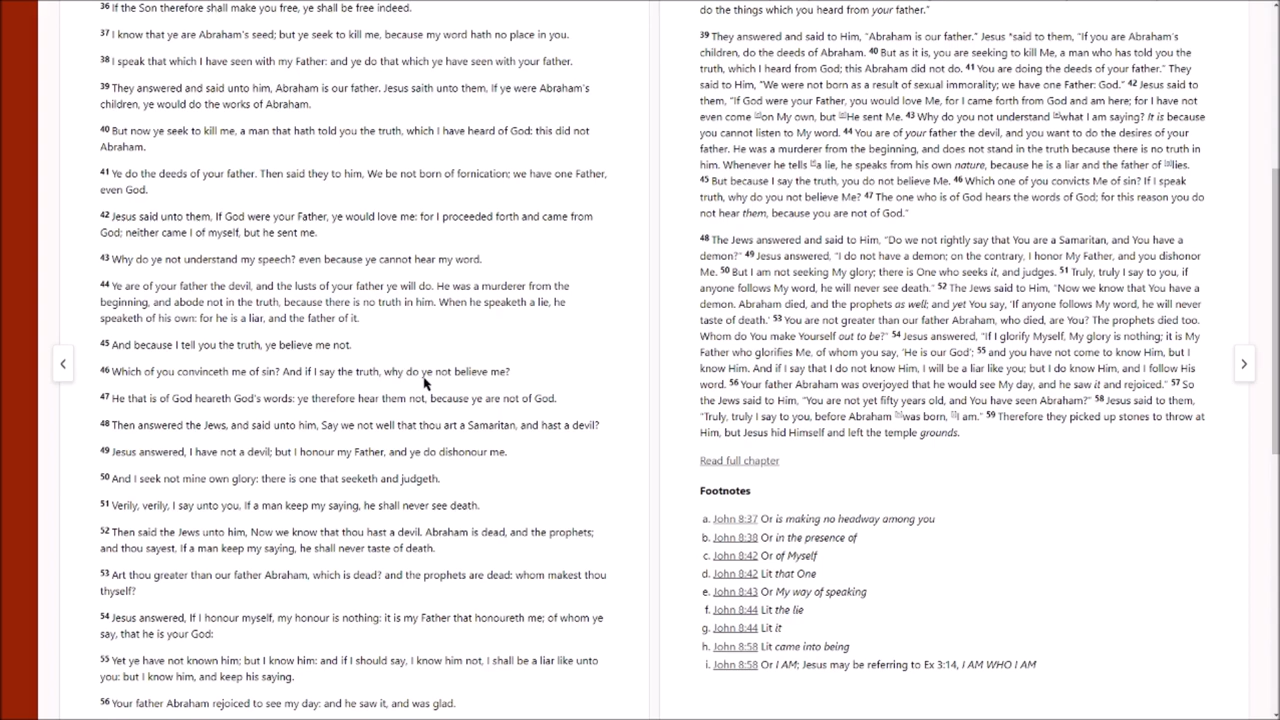 36 If the Son therefore shall make you free, ye shall be free indeed.
37 I know that ye are Abraham's seed; but ye seek to kill me, because my word hath no place in you.
38 I speak that which I have seen with my Father: and ye do that which ye have seen with your father.
39 They answered and said unto him, Abraham is our father. Jesus saith unto them, If ye were Abraham's
children, ye would do the works of Abraham.
40 But now ye seek to kill me, a man that hath told you the truth, which I have heard of God: this did not
Abraham.
41 Ye do the deeds of your father. Then said they to him, We be not born of fornication; we have one Father,
even God.
42 Jesus said unto them, If God were your Father, ye would love me: for I proceeded forth and came from
God; neither came I of myself, but he sent me.
43 Why do ye not understand my speech? even because ye cannot hear my word.
44 Ye are of your father the devil, and the lusts of your father ye will do. He was a murderer from the
beginning, and abode not in the truth, because there is no truth in him. When he speaketh a lie, he
speaketh of his own: for he is a liar, and the father of it.
45 And because I tell you the truth, ye believe me not.
46 Which of you convinceth me of sin? And if I say the truth, why do ye not believe me?
47 He that is of God heareth God's words: ye therefore hear them not, because ye are not of God.
48 Then answered the Jews, and said unto him, Say we not well that thou art a Samaritan, and hast a devil?
49 Jesus answered, I have not a devil; but I honour my Father, and ye do dishonour me.
50 And I seek not mine own glory: there is one that seeketh and judgeth.
51 Verily, verily, I say unto you, If a man keep my saying, he shall never see death.
52 Then said the Jews unto him, Now we know that thou hast a devil. Abraham is dead, and the prophets;
and thou sayest, If a man keep my saying, he shall never taste of death.
53 Art thou greater than our father Abraham, which is dead? and the prophets are dead: whom makest thou
thyself?
54 Jesus answered, If I honour myself, my honour is nothing: it is my Father that honoureth me; of whom ye
say, that he is your God:
55 Yet ye have not known him; but I know him: and if I should say, I know him not, I shall be a liar like unto
you: but I know him, and keep his saying.
56 Your father Abraham rejoiced to see my day: and he saw it, and was glad.
do the things which you heard from your father."
39 They answered and said to Him, "Abraham is our father." Jesus *said to them, "If you are Abraham's
children, do the deeds of Abraham. 40 But as it is, you are seeking to kill Me, a man who has told you the
truth, which I heard from God; this Abraham did not do. 41 You are doing the deeds of your father." They
said to Him, "We were not born as a result of sexual immorality; we have one Father: God." 42 Jesus said to
them, "If God were your Father, you would love Me, for I came forth from God and am here; for I have not
even come [c]on My own, but [d]He sent Me. 43 Why do you not understand [e]what I am saying? It is because
you cannot listen to My word. 44 You are of your father the devil, and you want to do the desires of your
father. He was a murderer from the beginning, and does not stand in the truth because there is no truth in
him. Whenever he tells [f]a lie, he speaks from his own nature, because he is a liar and the father of [g]lies.
45 But because I say the truth, you do not believe Me. 46 Which one of you convicts Me of sin? If I speak
truth, why do you not believe Me? 47 The one who is of God hears the words of God; for this reason you do
not hear them, because you are not of God."
48 The Jews answered and said to Him, "Do we not rightly say that You are a Samaritan, and You have a
demon?" 49 Jesus answered, "I do not have a demon; on the contrary, I honor My Father, and you dishonor
Me. 50 But I am not seeking My glory; there is One who seeks it, and judges. 51 Truly, truly I say to you, if
anyone follows My word, he will never see death." 52 The Jews said to Him, "Now we know that You have a
demon. Abraham died, and the prophets as well; and yet You say, 'If anyone follows My word, he will never
taste of death.' 53 You are not greater than our father Abraham, who died, are You? The prophets died too.
Whom do You make Yourself out to be?" 54 Jesus answered, "If I glorify Myself, My glory is nothing; it is My
Father who glorifies Me, of whom you say, 'He is our God'; 55 and you have not come to know Him, but I
know Him. And if I say that I do not know Him, I will be a liar like you; but I do know Him, and I follow His
word. 56 Your father Abraham was overjoyed that he would see My day, and he saw it and rejoiced." 57 So
the Jews said to Him, "You are not yet fifty years old, and You have seen Abraham?" 58 Jesus said to them,
"Truly, truly I say to you, before Abraham [h]was born, [i]I am." 59 Therefore they picked up stones to throw at
Him, but Jesus hid Himself and left the temple grounds.
Read full chapter
Footnotes
a. John 8:37 Or is making no headway among you
b. John 8:38 Or in the presence of
c. John 8:42 Or of Myself
d. John 8:42 Lit that One
e. John 8:43 Or My way of speaking
f. John 8:44 Lit the lie
g. John 8:44 Lit it
h. John 8:58 Lit came into being
i. John 8:58 Or I AM; Jesus may be referring to Ex 3:14, I AM WHO I AM